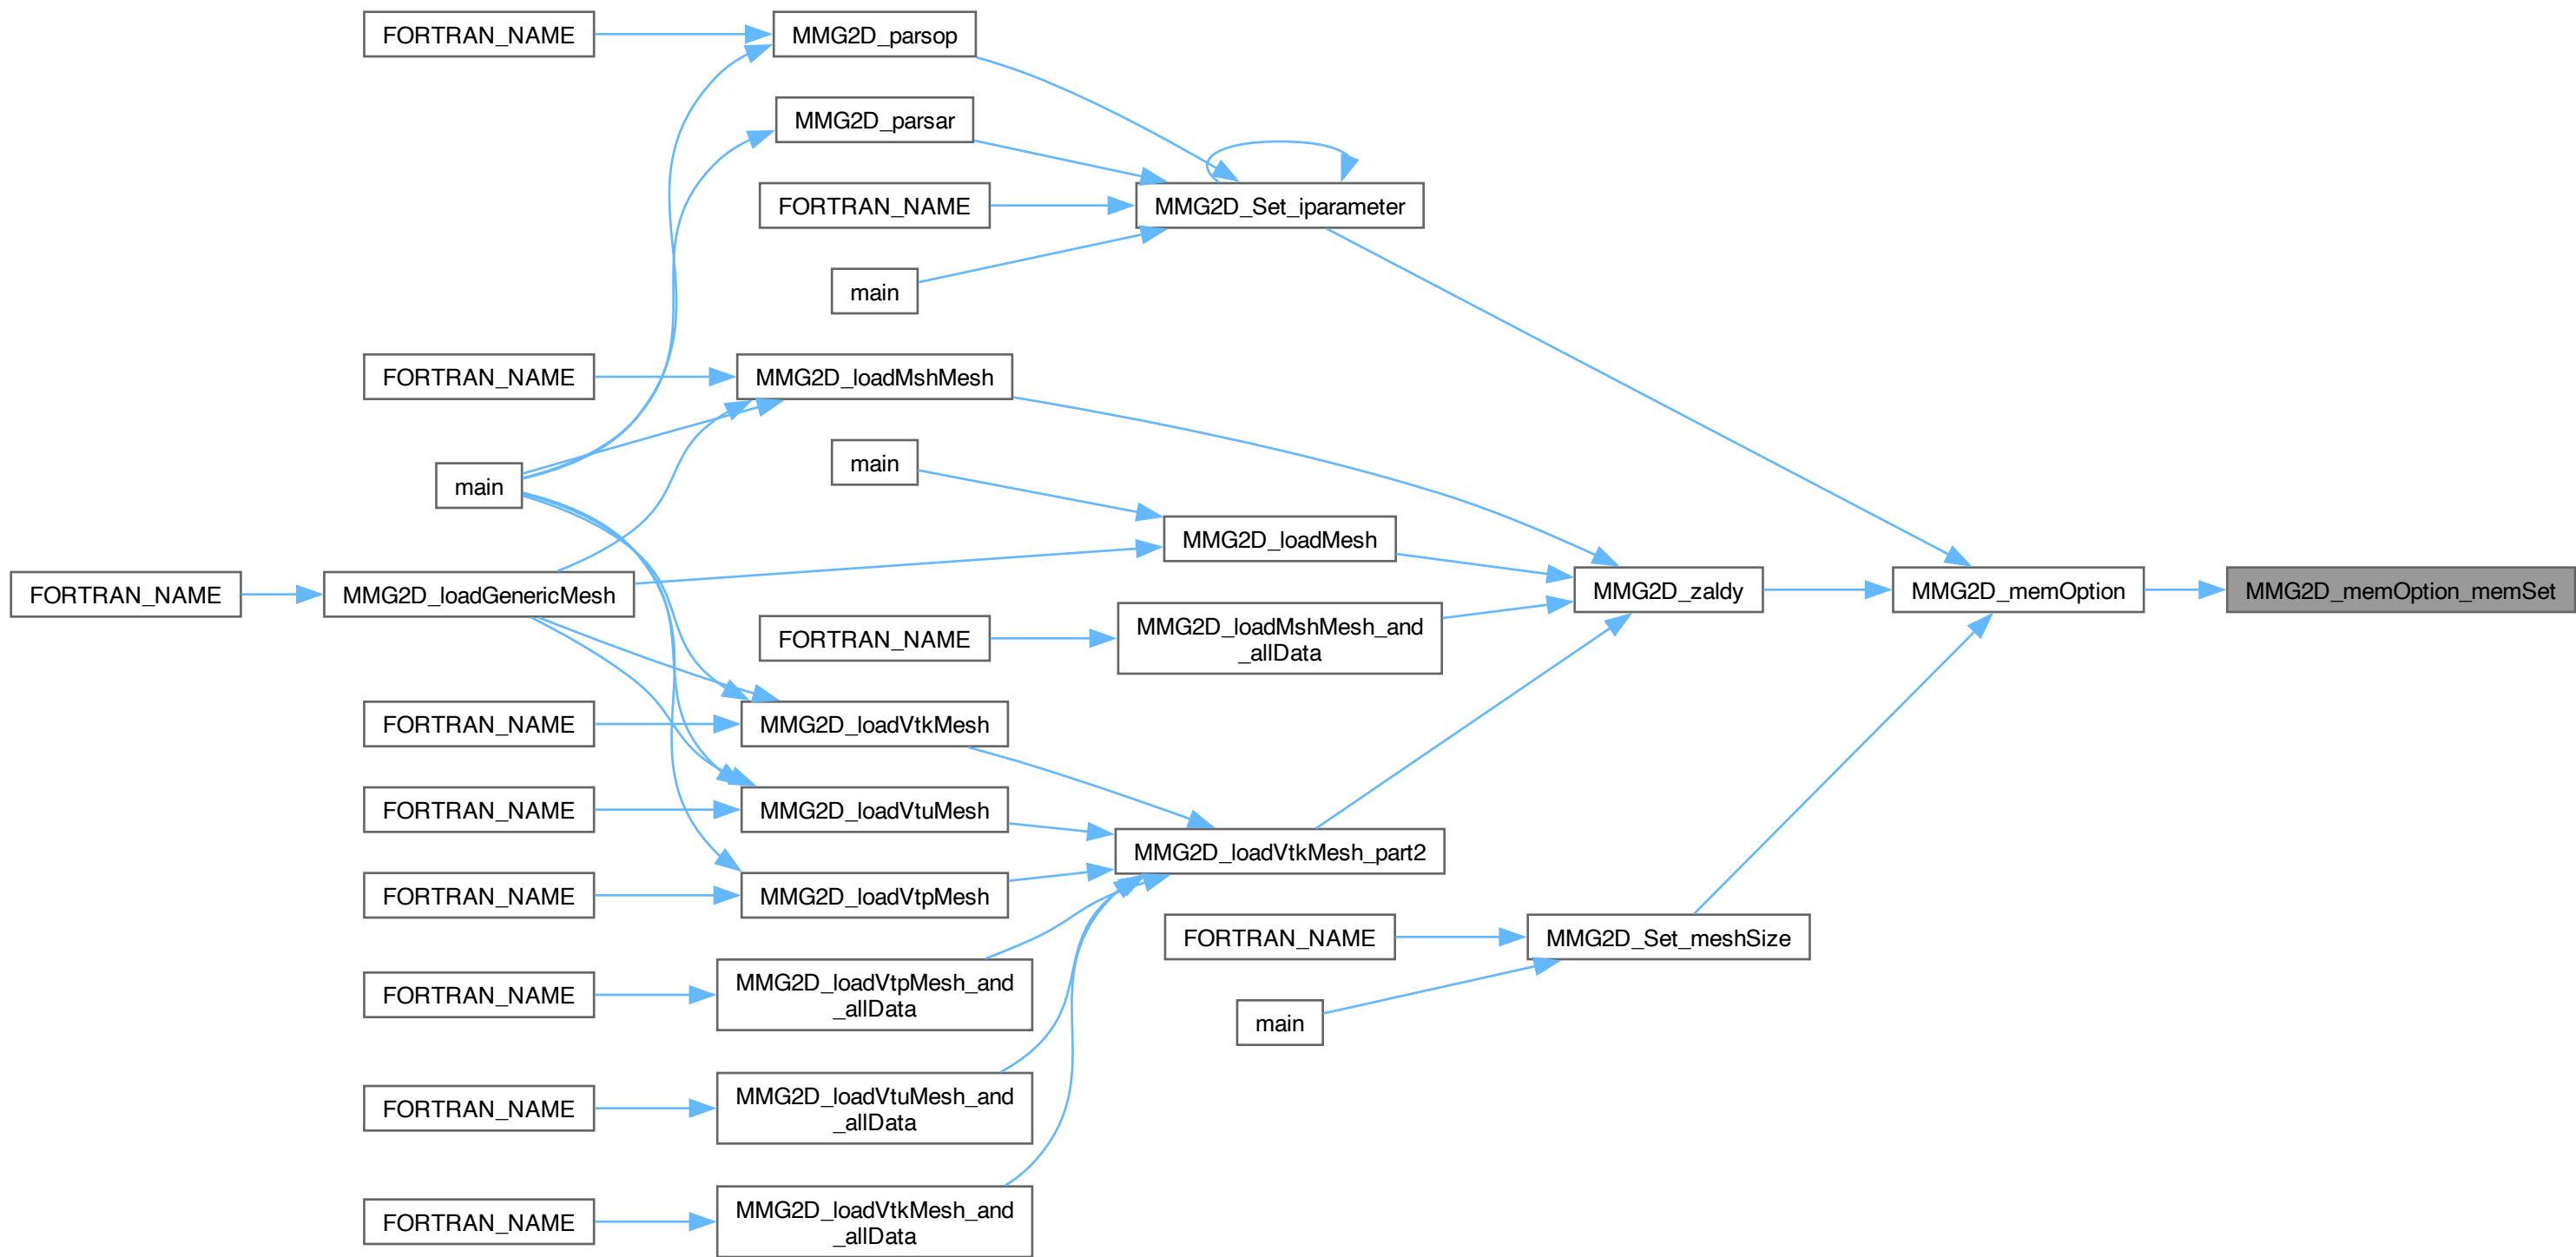 FORTRAN_NAME
MMG2D_parsop
MMG2D_parsar
FORTRAN_NAME
MMG2D_Set_iparameter
main
FORTRAN_NAME
MMG2D_loadMshMesh
main
main
MMG2D_loadMesh
FORTRAN_NAME
MMG2D_loadGenericMesh
MMG2D_zaldy
MMG2D_memOption
MMG2D_memOption_memSet
FORTRAN_NAME
MMG2D_loadMshMesh_and
_allData
FORTRAN_NAME
MMG2D_loadVtkMesh
FORTRAN_NAME
MMG2D_loadVtuMesh
MMG2D_loadVtkMesh_part2
FORTRAN_NAME
MMG2D_loadVtpMesh
FORTRAN_NAME
MMG2D_Set_meshSize
FORTRAN_NAME
MMG2D_loadVtpMesh_and
_allData
main
FORTRAN_NAME
MMG2D_loadVtuMesh_and
_allData
FORTRAN_NAME
MMG2D_loadVtkMesh_and
_allData